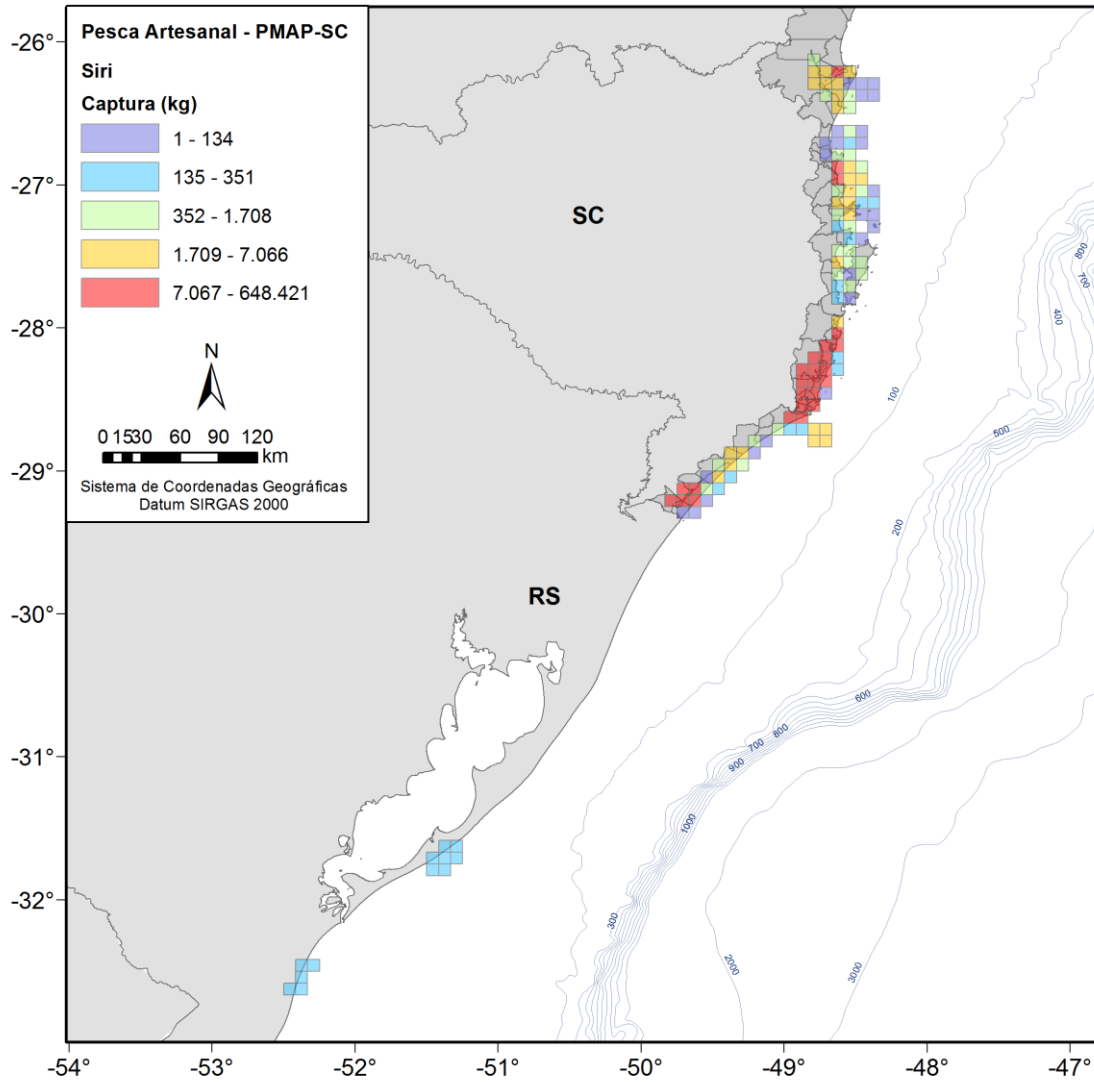 Pesca Artesanal - PMAP-SC
Siri
Captura (kg)
1 - 134
135 - 351
352 - 1.708
1.709 - 7.066
7.067 - 648.421
N
0 15 30 60 90 120
km
Sistema de Coordenadas Geográficas
Datum SIRGAS 2000
SC
RS
-26°
-27°
-28°
-29°
-30°
-31°
-32°
800
700
400
100
500
200
600
700
800
900
1000
300
2000
3000
-54°
-53°
-52°
-51°
-50°
-49°
-48°
-47°